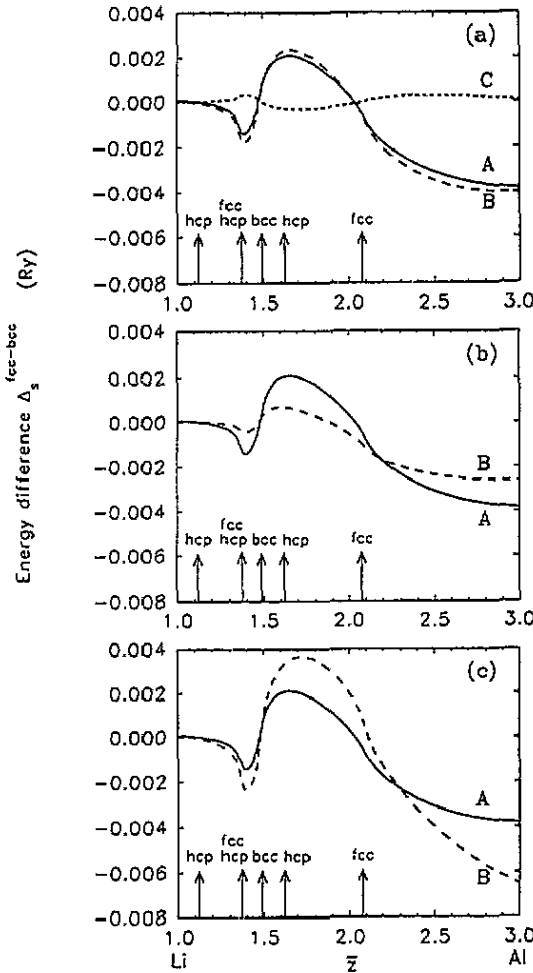 Energy difference Δs fcc−bcc (Ry)
0.004
0.002
0.000
−0.002
−0.004
−0.006
−0.008
(a)
C
A
B
fcc
hcp hcp bcc hcp fcc
1.0 1.5 2.0 2.5 3.0
0.004
0.002
0.000
−0.002
−0.004
−0.006
−0.008
(b)
B
A
fcc
hcp hcp bcc hcp fcc
1.0 1.5 2.0 2.5 3.0
0.004
0.002
0.000
−0.002
−0.004
−0.006
−0.008
(c)
A
B
fcc
hcp hcp bcc hcp fcc
1.0 1.5 2.0 2.5 3.0
Li z̅ Al